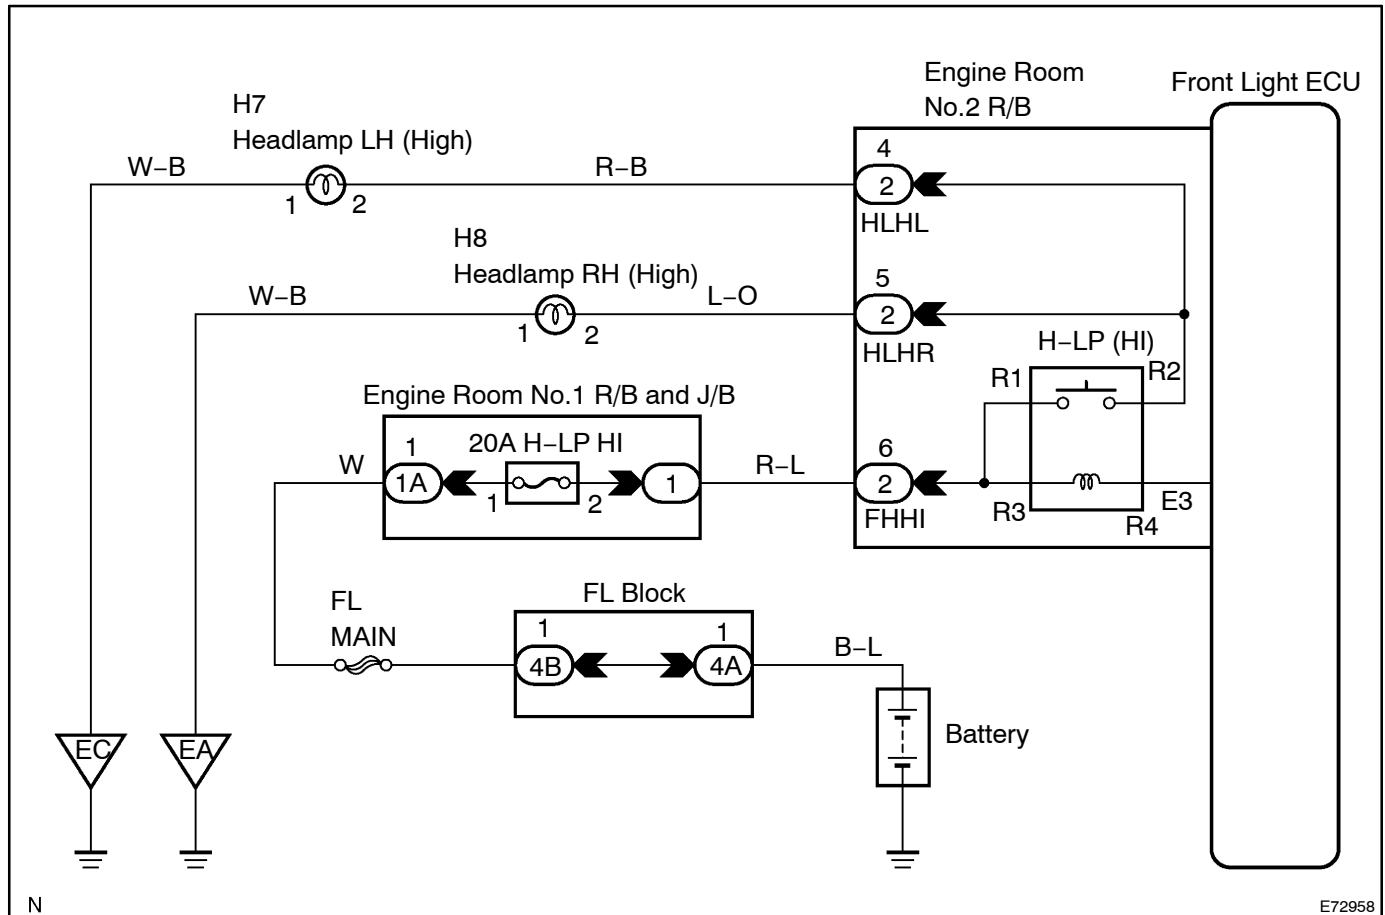 Engine Room
No.2 R/B
Front Light ECU
H7
Headlamp LH (High)
W–B
R–B
1
2
4
2
HLHL
H8
Headlamp RH (High)
W–B
L–O
1
2
5
2
HLHR
H–LP (HI)
R1
R2
Engine Room No.1 R/B and J/B
1
20A H–LP HI
W
1A
1
2
1
R–L
6
2
FHHI
R3
R4
E3
FL
MAIN
FL Block
1
4B
1
4A
B–L
Battery
EC
EA
N
E72958